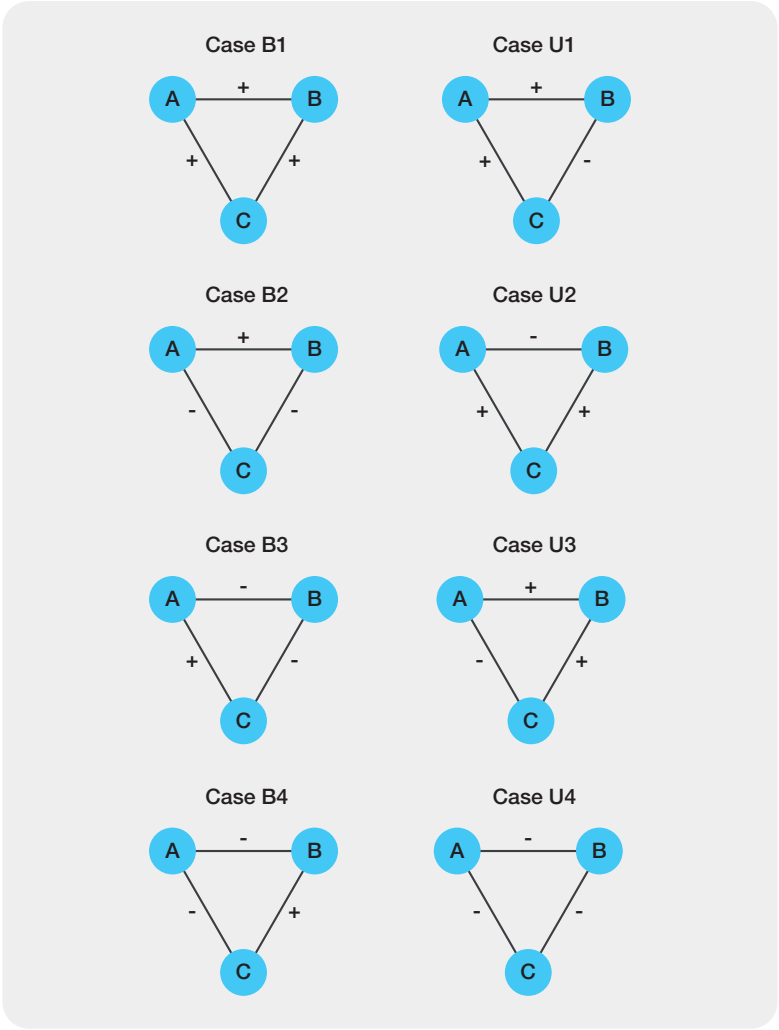 Case B1
Case U1
A + B
A + B
+ +
+ -
C
C
Case B2
Case U2
A + B
A - B
- -
+ +
C
C
Case B3
Case U3
A - B
A + B
+ -
- +
C
C
Case B4
Case U4
A - B
A - B
- +
- -
C
C